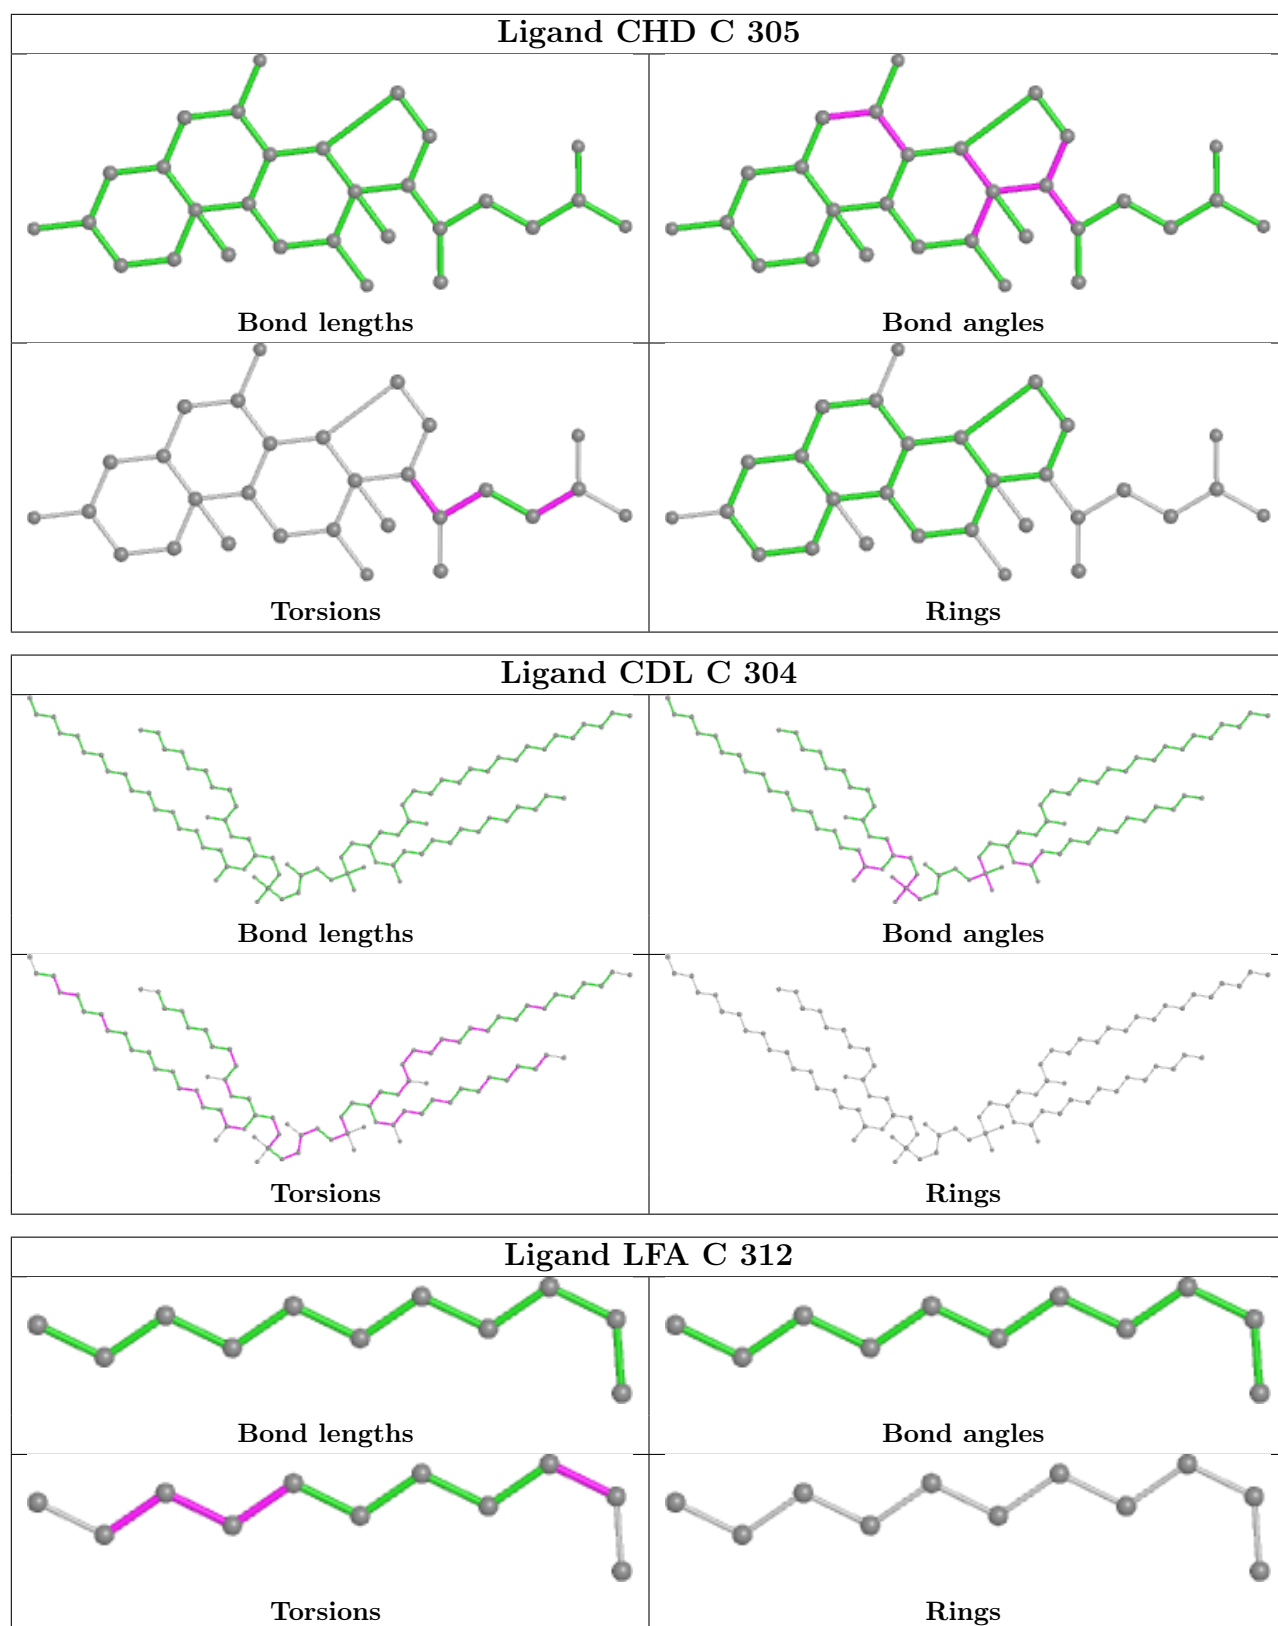 Ligand CHD C 305
Bond lengths
Bond angles
Torsions
Rings
Ligand CDL C 304
Bond lengths
Bond angles
Torsions
Rings
Ligand LFA C 312
Bond lengths
Bond angles
Torsions
Rings